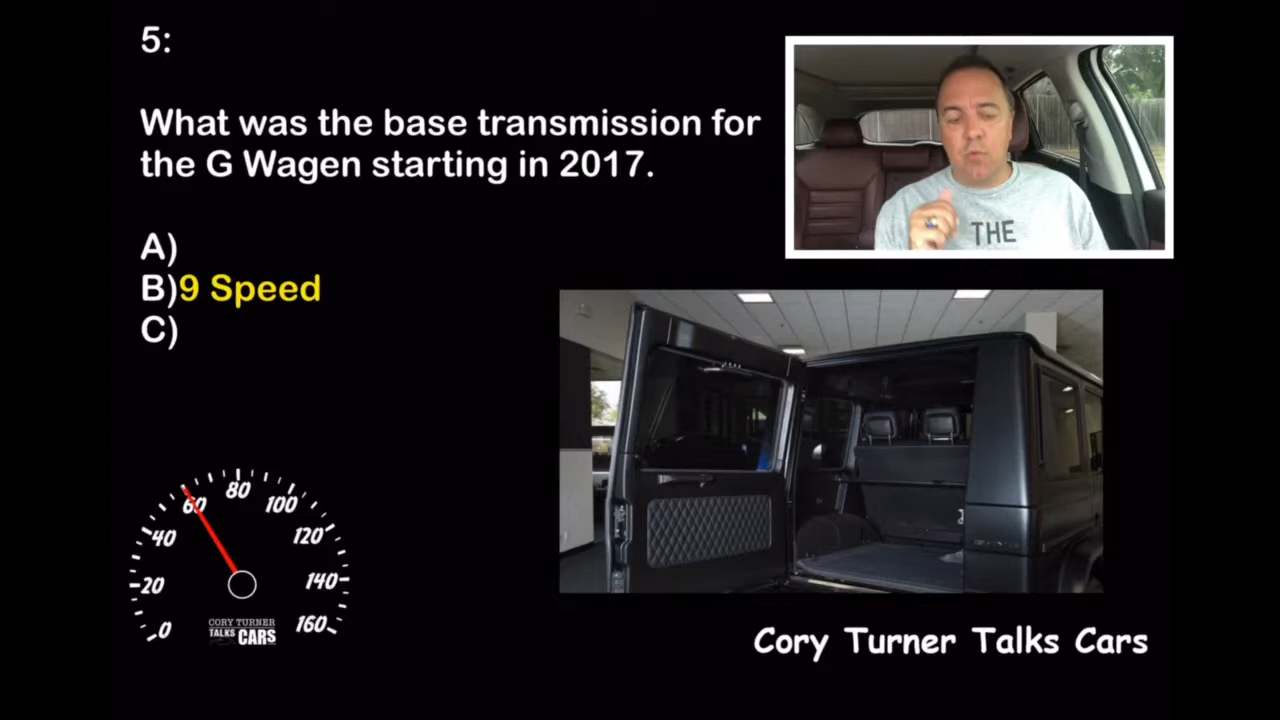 5:
What was the base transmission for
the G Wagen starting in 2017.
A)
B)9 Speed
C)
THE
0
20
40
60
80
100
120
140
160
CORY TURNER
TALKS CARS
Cory Turner Talks Cars